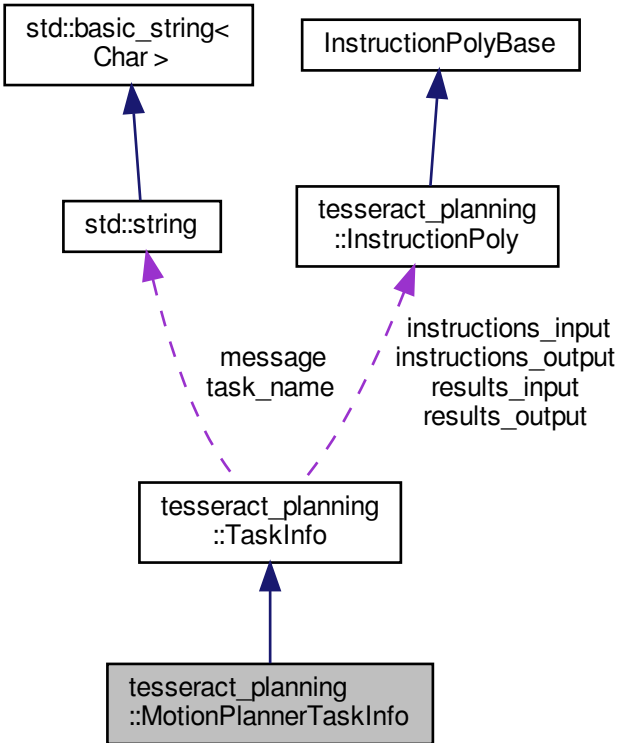 std::basic_string<
Char >
InstructionPolyBase
std::string
tesseract_planning
::InstructionPoly
message
task_name
instructions_input
instructions_output
results_input
results_output
tesseract_planning
::TaskInfo
tesseract_planning
::MotionPlannerTaskInfo